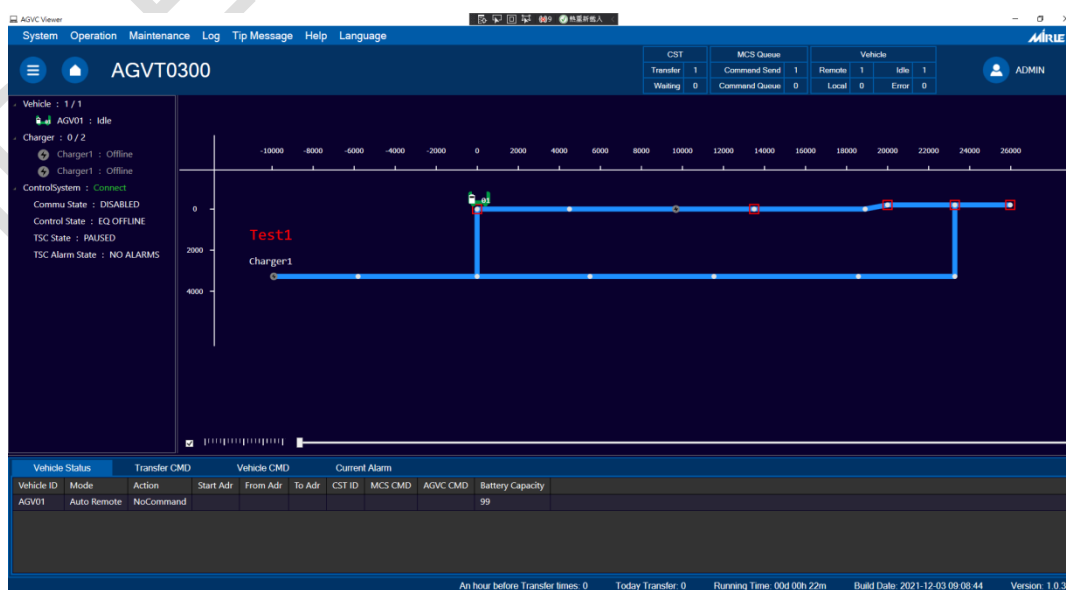 AGVC Viewer
9 热重新载入
System Operation Maintenance Log Tip Message Help Language
MIRLE
AGVT0300
CST MCS Queue Vehicle
Transfer 1 Command Send 1 Remote 1 Idle 1
Waiting 0 Command Queue 0 Local 0 Error 0
ADMIN
Vehicle : 1 / 1
AGV01 : Idle
Charger : 0 / 2
Charger1 : Offline
Charger1 : Offline
ControlSystem : Connect
Commu State : DISABLED
Control State : EQ OFFLINE
TSC State : PAUSED
TSC Alarm State : NO ALARMS
-10000 -8000 -6000 -4000 -2000 0 2000 4000 6000 8000 10000 12000 14000 16000 18000 20000 22000 24000 26000
01
0
Test1
2000
Charger1
4000
Vehicle Status Transfer CMD Vehicle CMD Current Alarm
Vehicle ID Mode Action Start Adr From Adr To Adr CST ID MCS CMD AGVC CMD Battery Capacity
AGV01 Auto Remote NoCommand 99
An hour before Transfer times: 0 Today Transfer: 0 Running Time: 00d 00h 22m Build Date: 2021-12-03 09:08:44 Version: 1.0.3